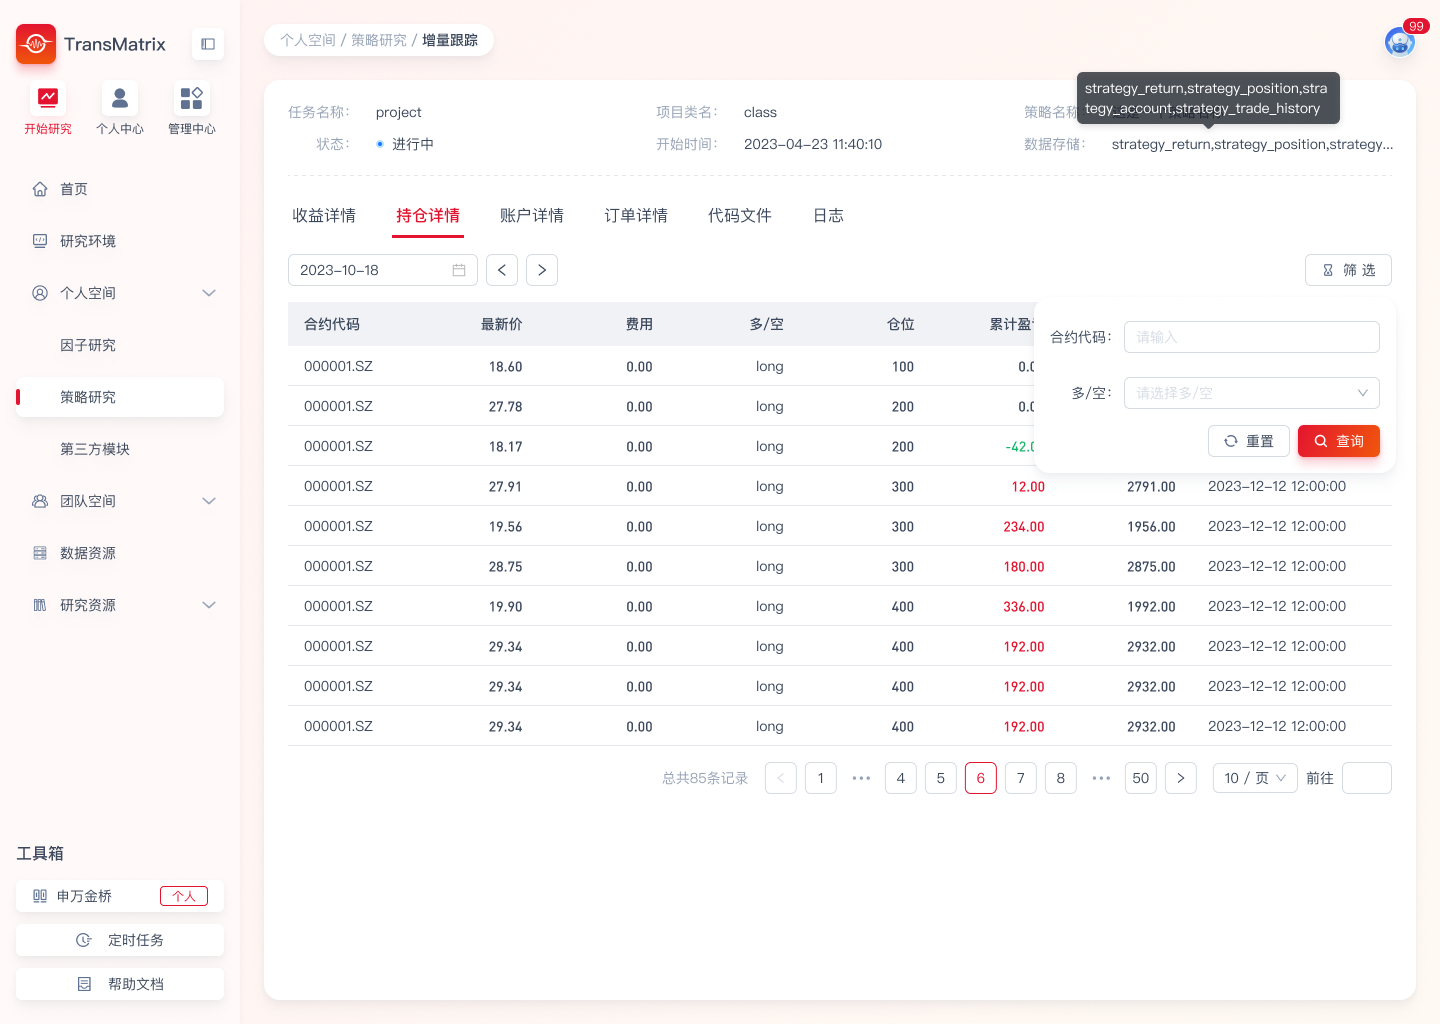 TransMatrix
开始研究
个人中心
管理中心
首页
研究环境
个人空间
因子研究
策略研究
第三方模块
团队空间
数据资源
研究资源
工具箱
申万金桥 个人
定时任务
帮助文档
个人空间 / 策略研究 / 增量跟踪
99
strategy_return,strategy_position,stra
tegy_account,strategy_trade_history
任务名称： project 项目类名： class 策略名称
状态： 进行中 开始时间： 2023-04-23 11:40:10 数据存储： strategy_return,strategy_position,strategy...
收益详情 持仓详情 账户详情 订单详情 代码文件 日志
2023-10-18 筛 选
合约代码 最新价 费用 多/空 仓位 累计盈
000001.SZ 18.60 0.00 long 100 0.0
000001.SZ 27.78 0.00 long 200 0.0
000001.SZ 18.17 0.00 long 200 -42.0
000001.SZ 27.91 0.00 long 300 12.00 2791.00 2023-12-12 12:00:00
000001.SZ 19.56 0.00 long 300 234.00 1956.00 2023-12-12 12:00:00
000001.SZ 28.75 0.00 long 300 180.00 2875.00 2023-12-12 12:00:00
000001.SZ 19.90 0.00 long 400 336.00 1992.00 2023-12-12 12:00:00
000001.SZ 29.34 0.00 long 400 192.00 2932.00 2023-12-12 12:00:00
000001.SZ 29.34 0.00 long 400 192.00 2932.00 2023-12-12 12:00:00
000001.SZ 29.34 0.00 long 400 192.00 2932.00 2023-12-12 12:00:00
合约代码： 请输入
多/空： 请选择多/空
重置 查询
总共85条记录 1 ••• 4 5 6 7 8 ••• 50 10 / 页 前往